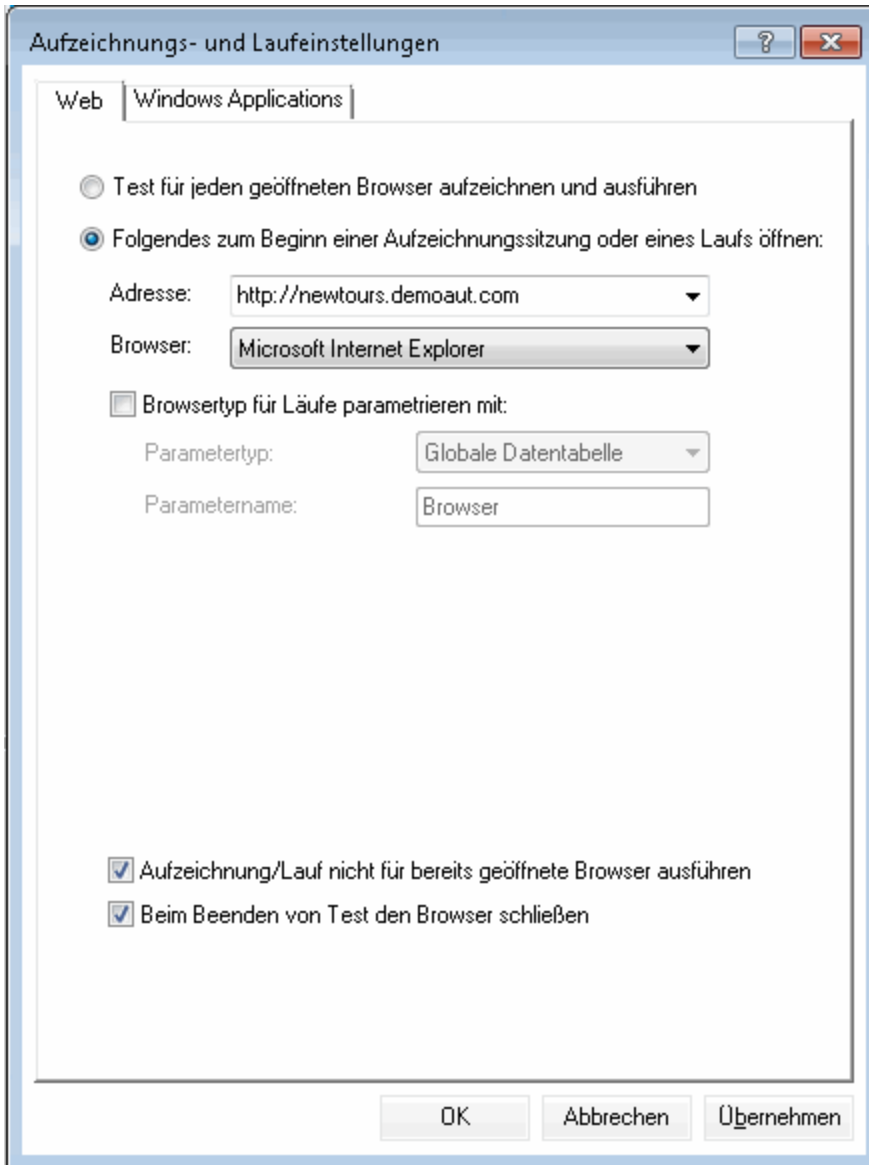 Aufzeichnungs- und Laufeinstellungen
Web
Windows Applications
Test für jeden geöffneten Browser aufzeichnen und ausführen
Folgendes zum Beginn einer Aufzeichnungssitzung oder eines Laufs öffnen:
Adresse: http://newtours.demoaut.com
Browser: Microsoft Internet Explorer
Browsertyp für Läufe parametrieren mit:
Parametertyp: Globale Datentabelle
Parametername: Browser
Aufzeichnung/Lauf nicht für bereits geöffnete Browser ausführen
Beim Beenden von Test den Browser schließen
OK Abbrechen Übernehmen